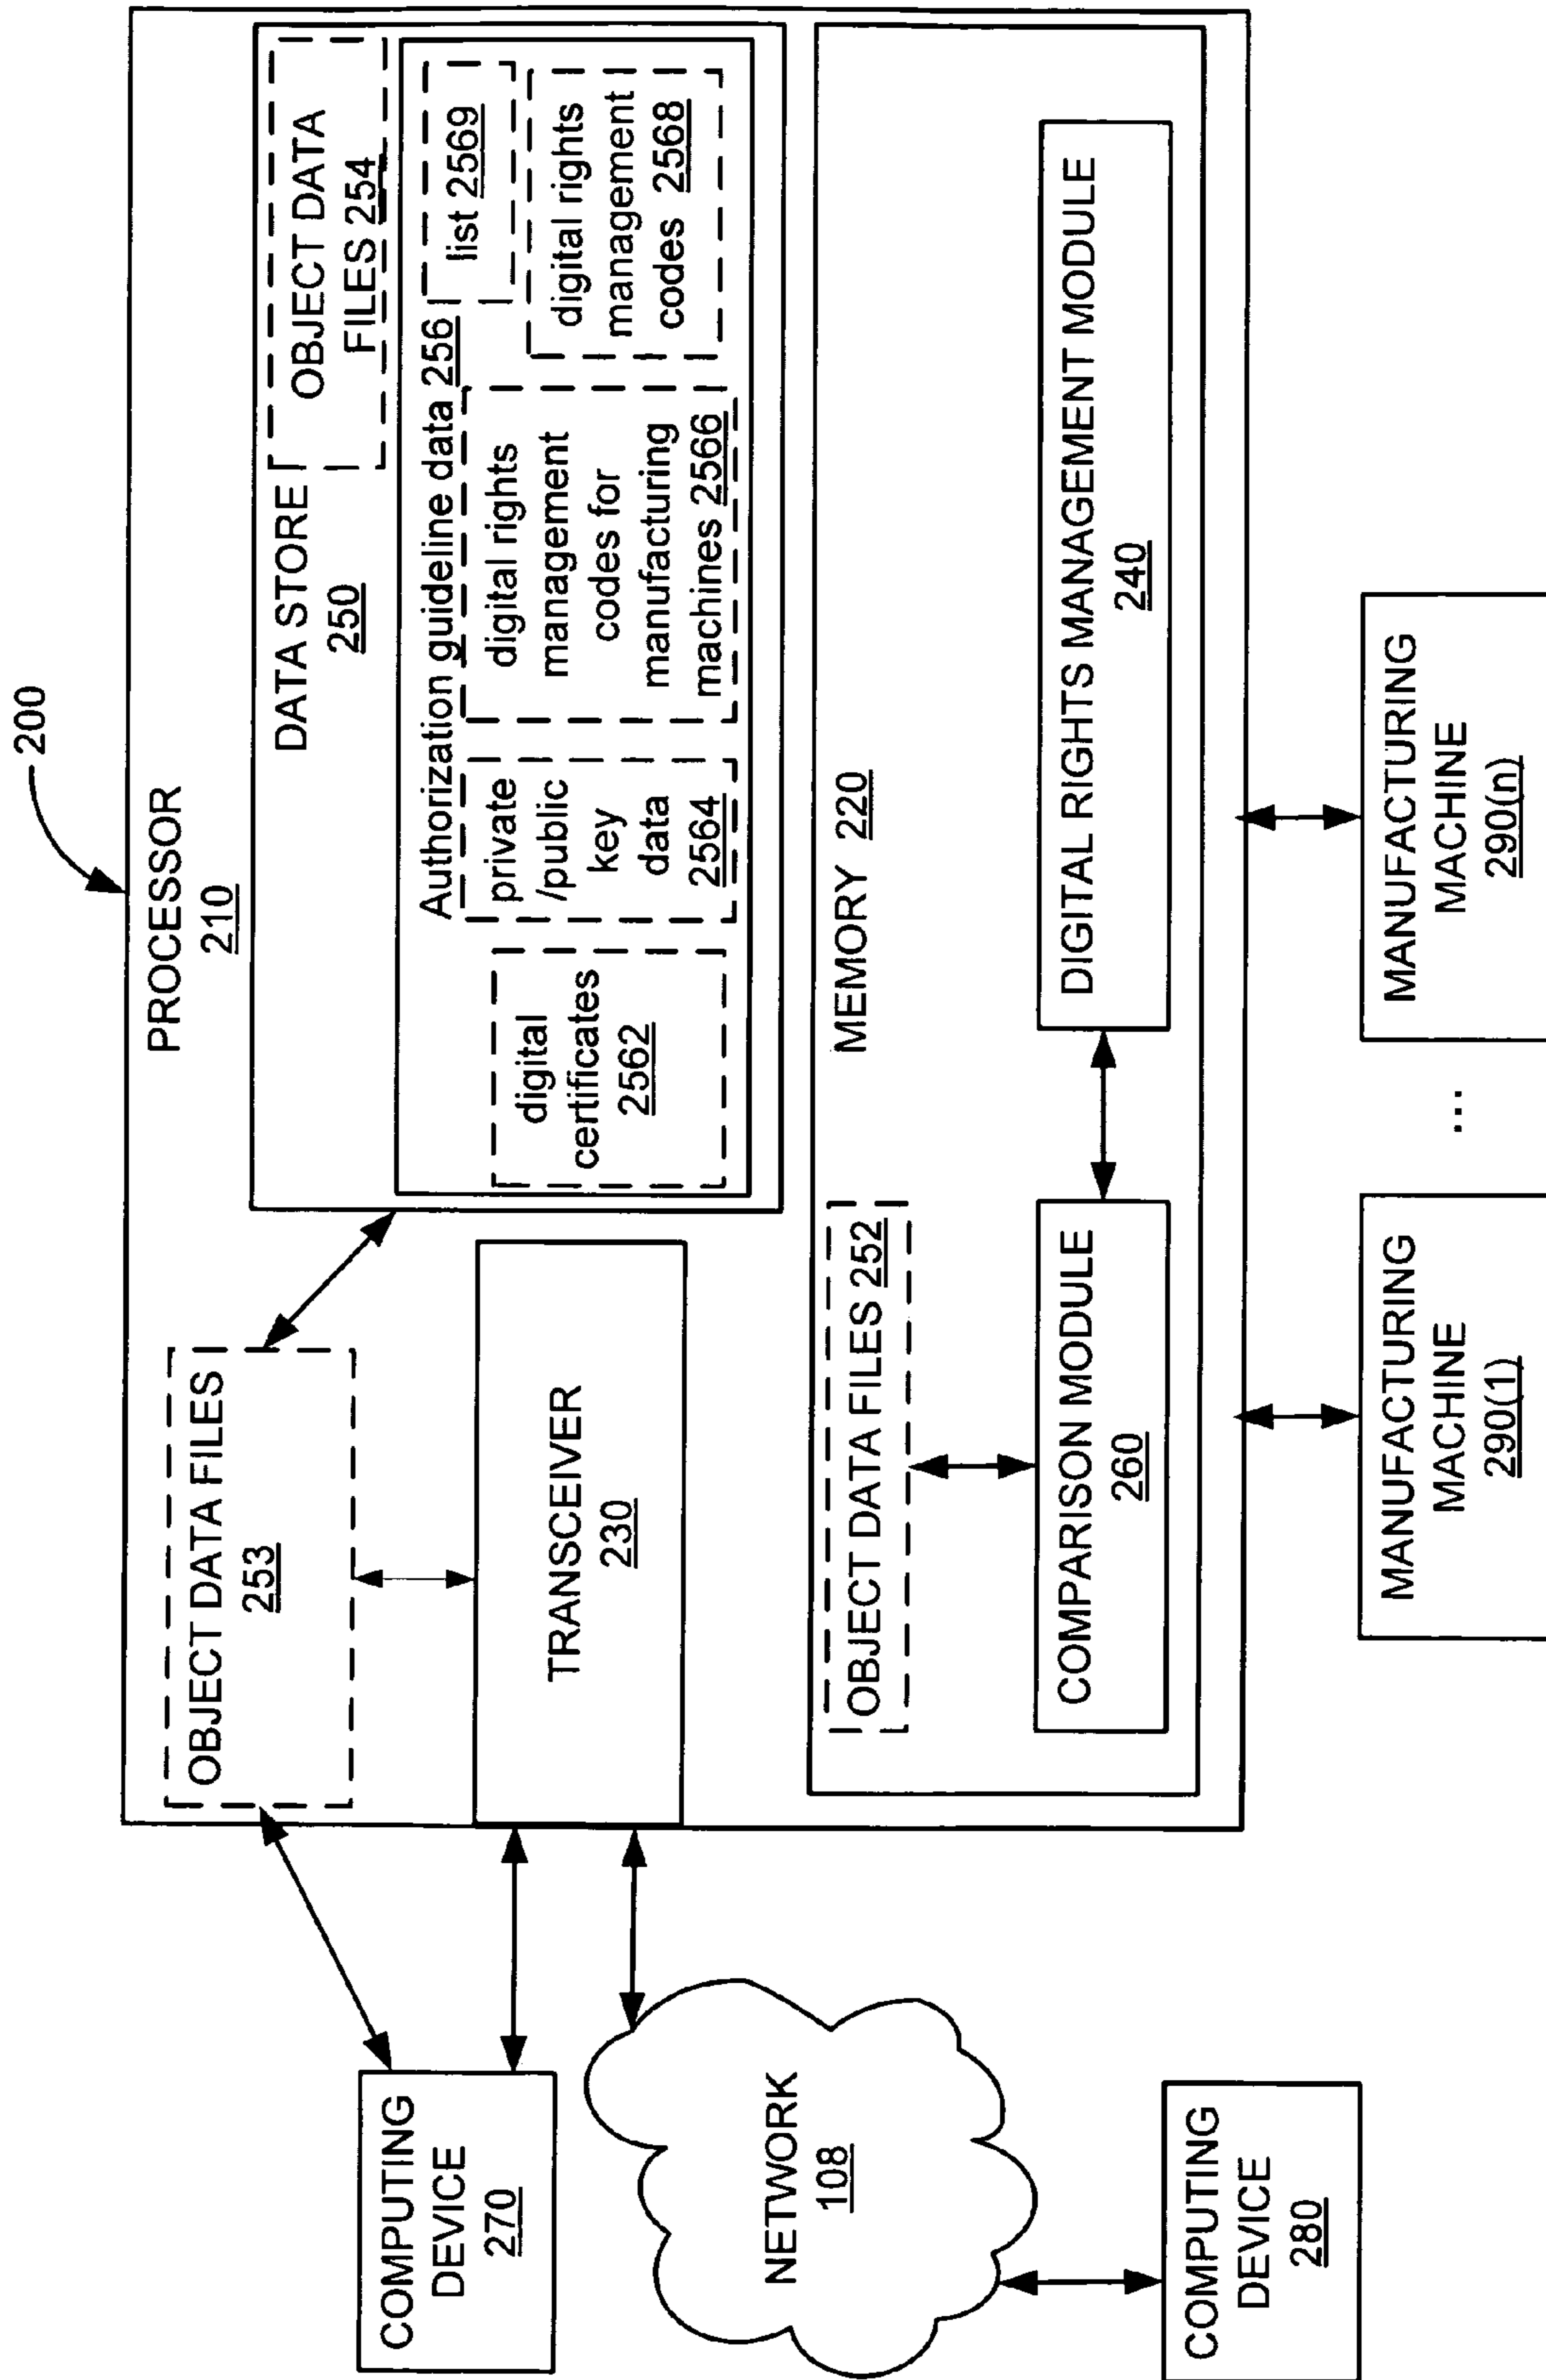 200
PROCESSOR
210
OBJECT DATA FILES
253
DATA STORE
250
OBJECT DATA
FILES 254
Authorization guideline data 256
digital
certificates
2562
private
/public
key
data
2564
digital rights
management
codes for
manufacturing
machines 2566
list 2569
digital rights
management
codes 2568
TRANSCEIVER
230
COMPUTING
DEVICE
270
NETWORK
108
COMPUTING
DEVICE
280
MEMORY 220
OBJECT DATA FILES 252
COMPARISON MODULE
260
DIGITAL RIGHTS MANAGEMENT MODULE
240
MANUFACTURING
MACHINE
290(1)
...
MANUFACTURING
MACHINE
290(n)